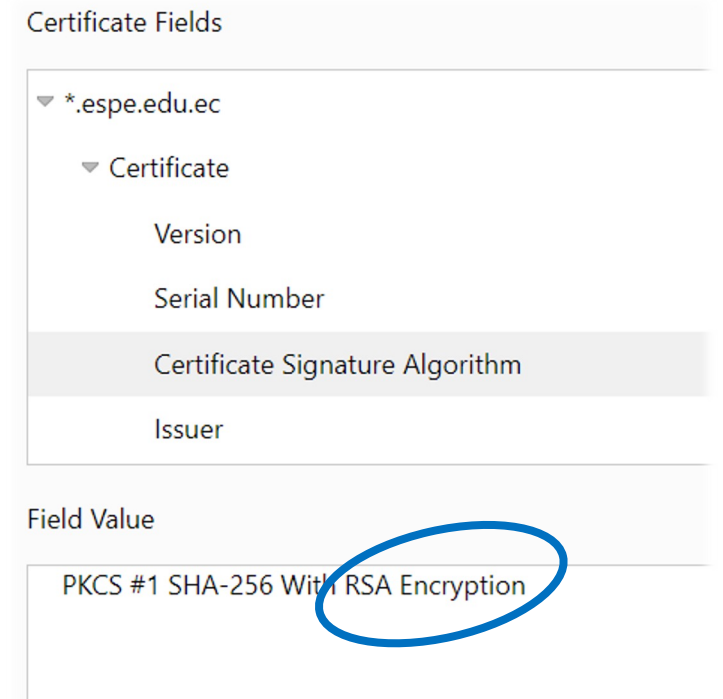 Certificate Fields
*.espe.edu.ec
Certificate
Version
Serial Number
Certificate Signature Algorithm
Issuer
Field Value
PKCS #1 SHA-256 With RSA Encryption